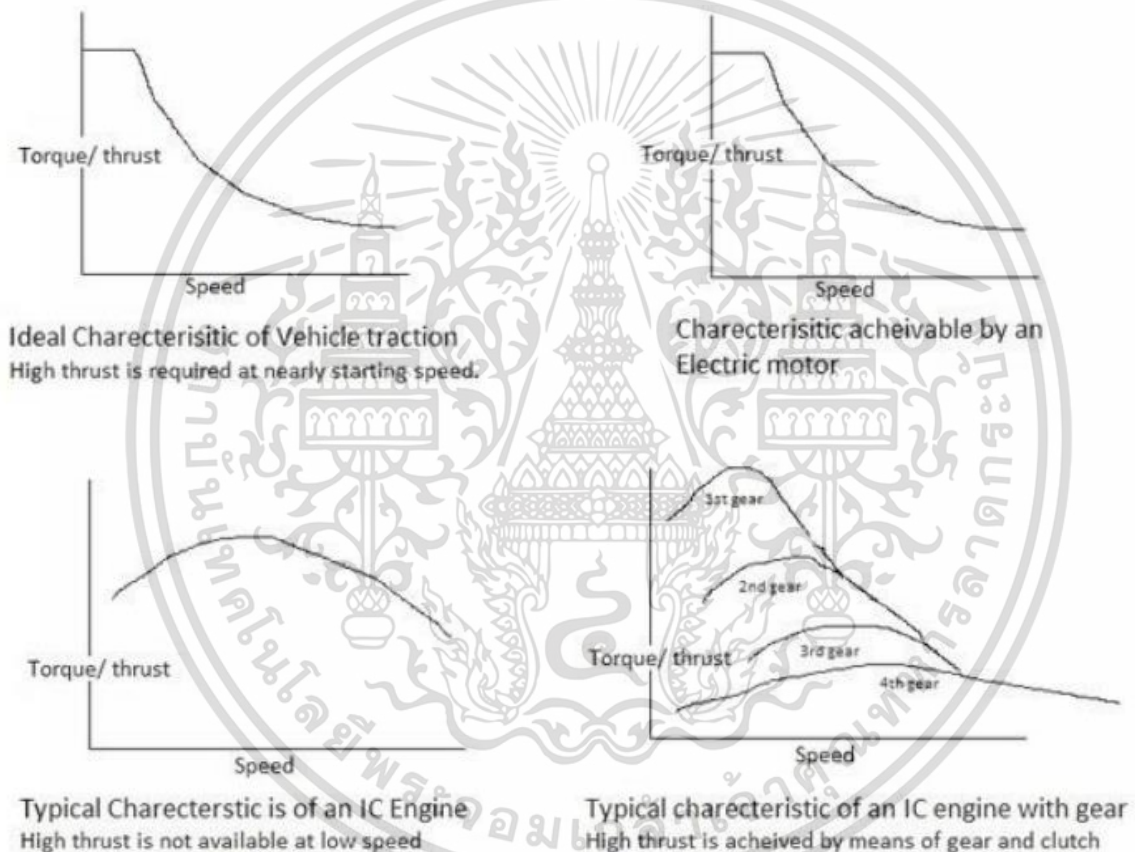 Torque/ thrust
Speed
Ideal Charecterisitic of Vehicle traction
High thrust is required at nearly starting speed.
Torque/ thrust
Speed
Charecterisitic acheivable by an
Electric motor
Torque/ thrust
Speed
Typical Charecterstic is of an IC Engine
High thrust is not available at low speed
1st gear
2nd gear
3rd gear
4th gear
Torque/ thrust
Speed
Typical charecteristic of an IC engine with gear
High thrust is acheived by means of gear and clutch